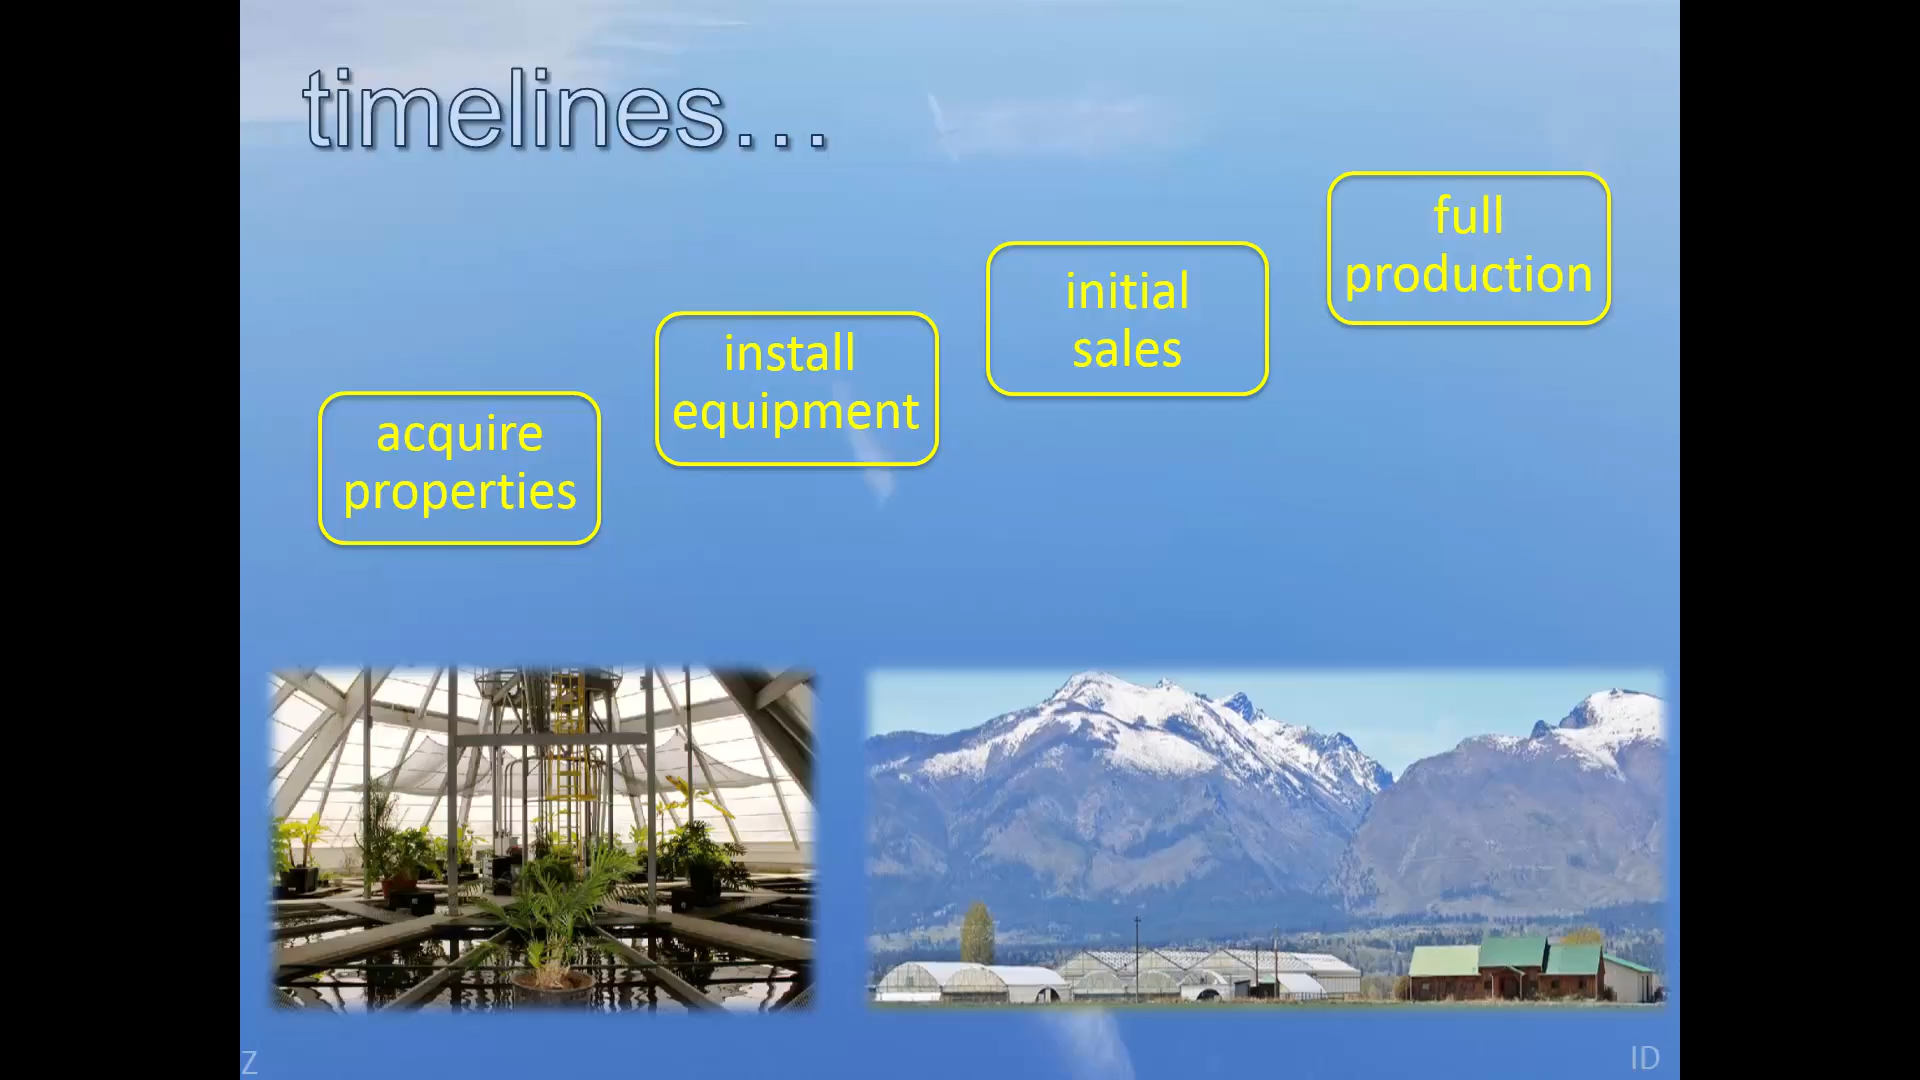 timelines...
acquire
properties
install
equipment
initial
sales
full
production
Z
ID